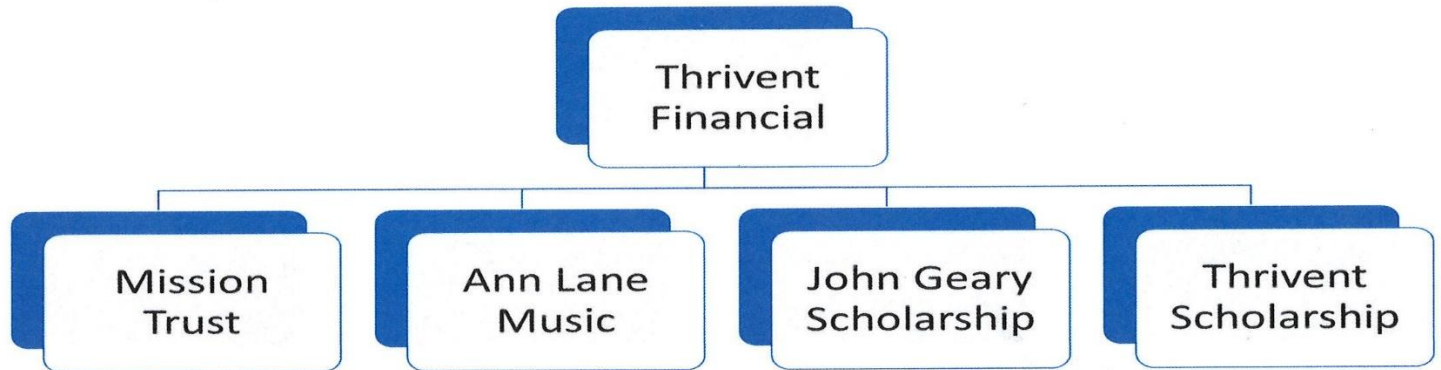 Thrivent
Financial
Mission
Trust
Ann Lane
Music
John Geary
Scholarship
Thrivent
Scholarship